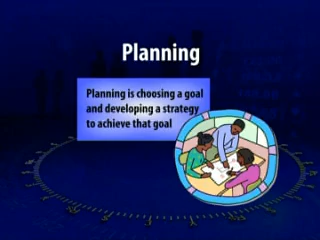 Planning
Planning is choosing a goal
and developing a strategy
to achieve that goal